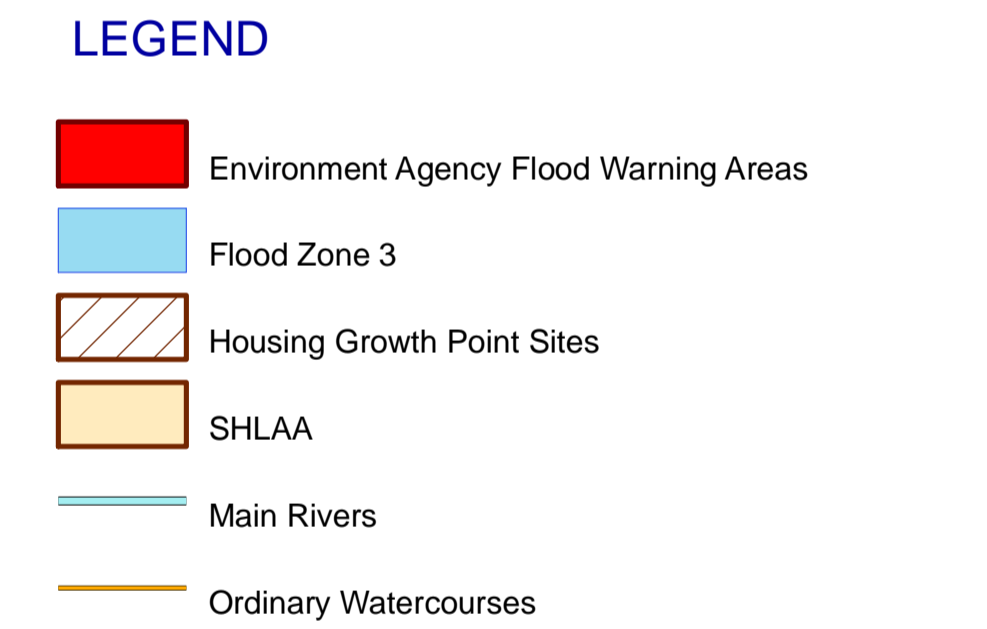 LEGEND
Environment Agency Flood Warning Areas
Flood Zone 3
Housing Growth Point Sites
SHLAA
Main Rivers
Ordinary Watercourses